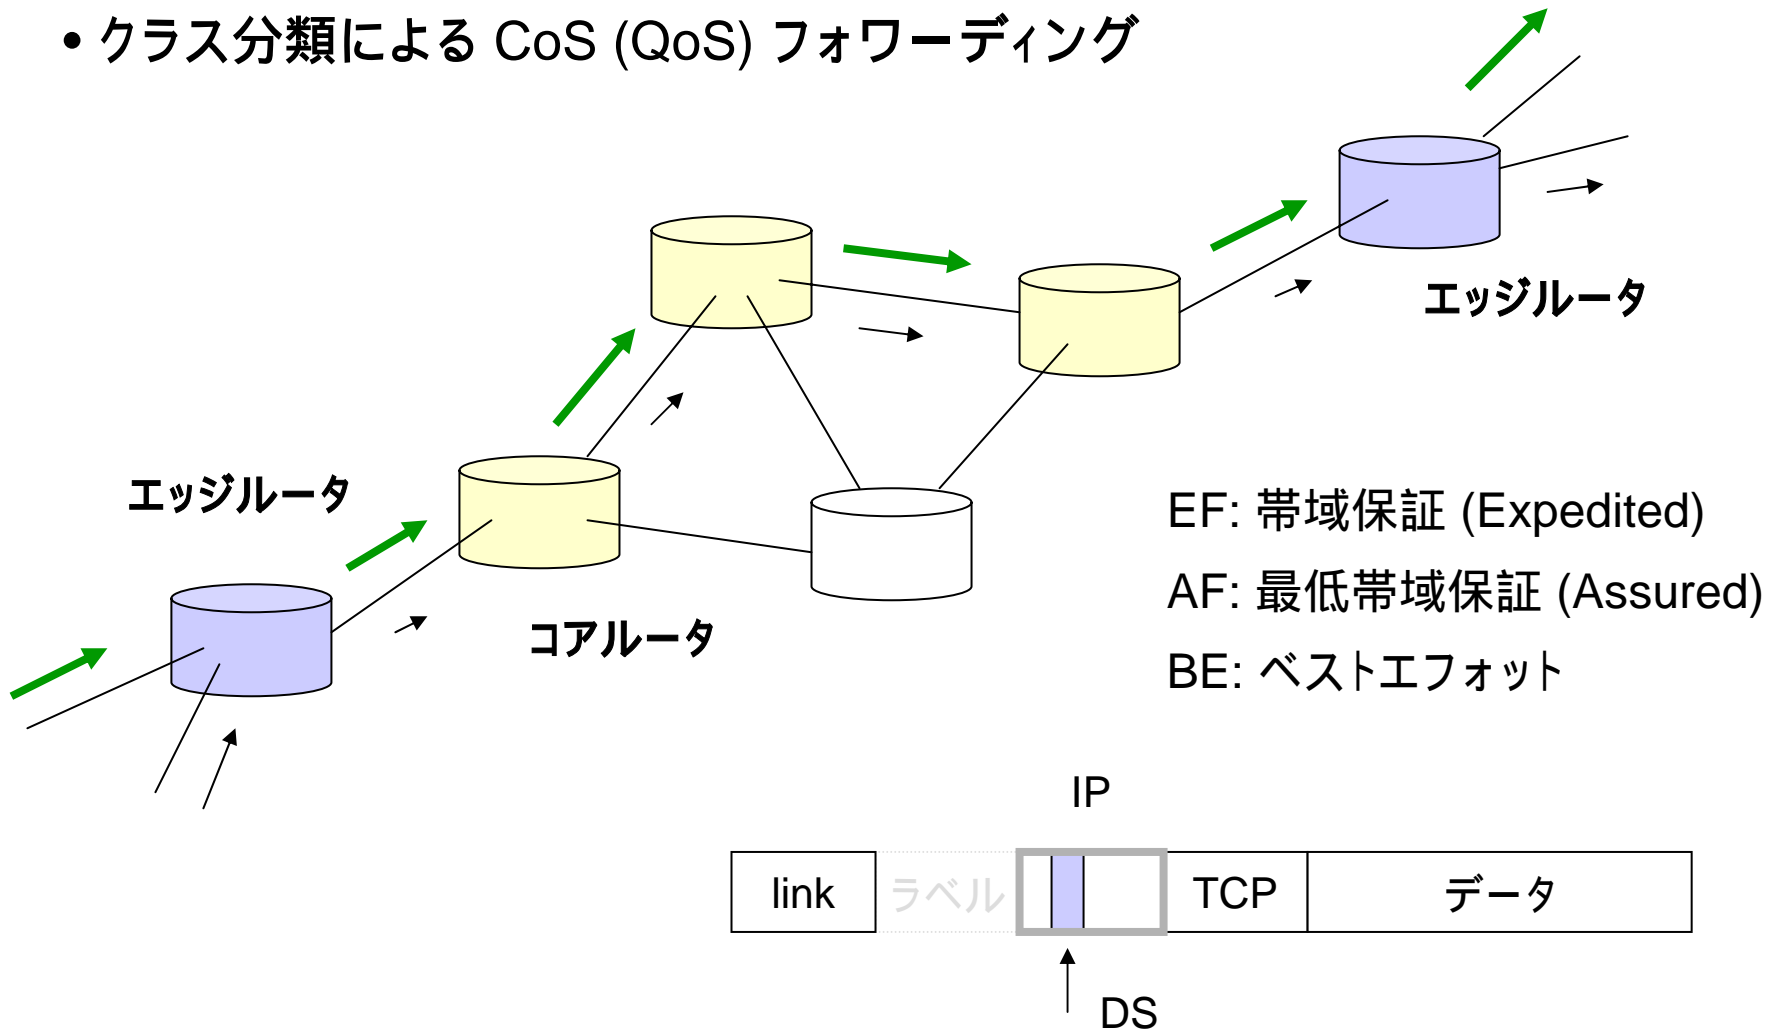 • クラス分類による CoS (QoS) フォワーディング
エッジルータ
エッジルータ
コアルータ
EF: 帯域保証 (Expedited)
AF: 最低帯域保証 (Assured)
BE: ベストエフォット
IP
link ラベル TCP データ
DS